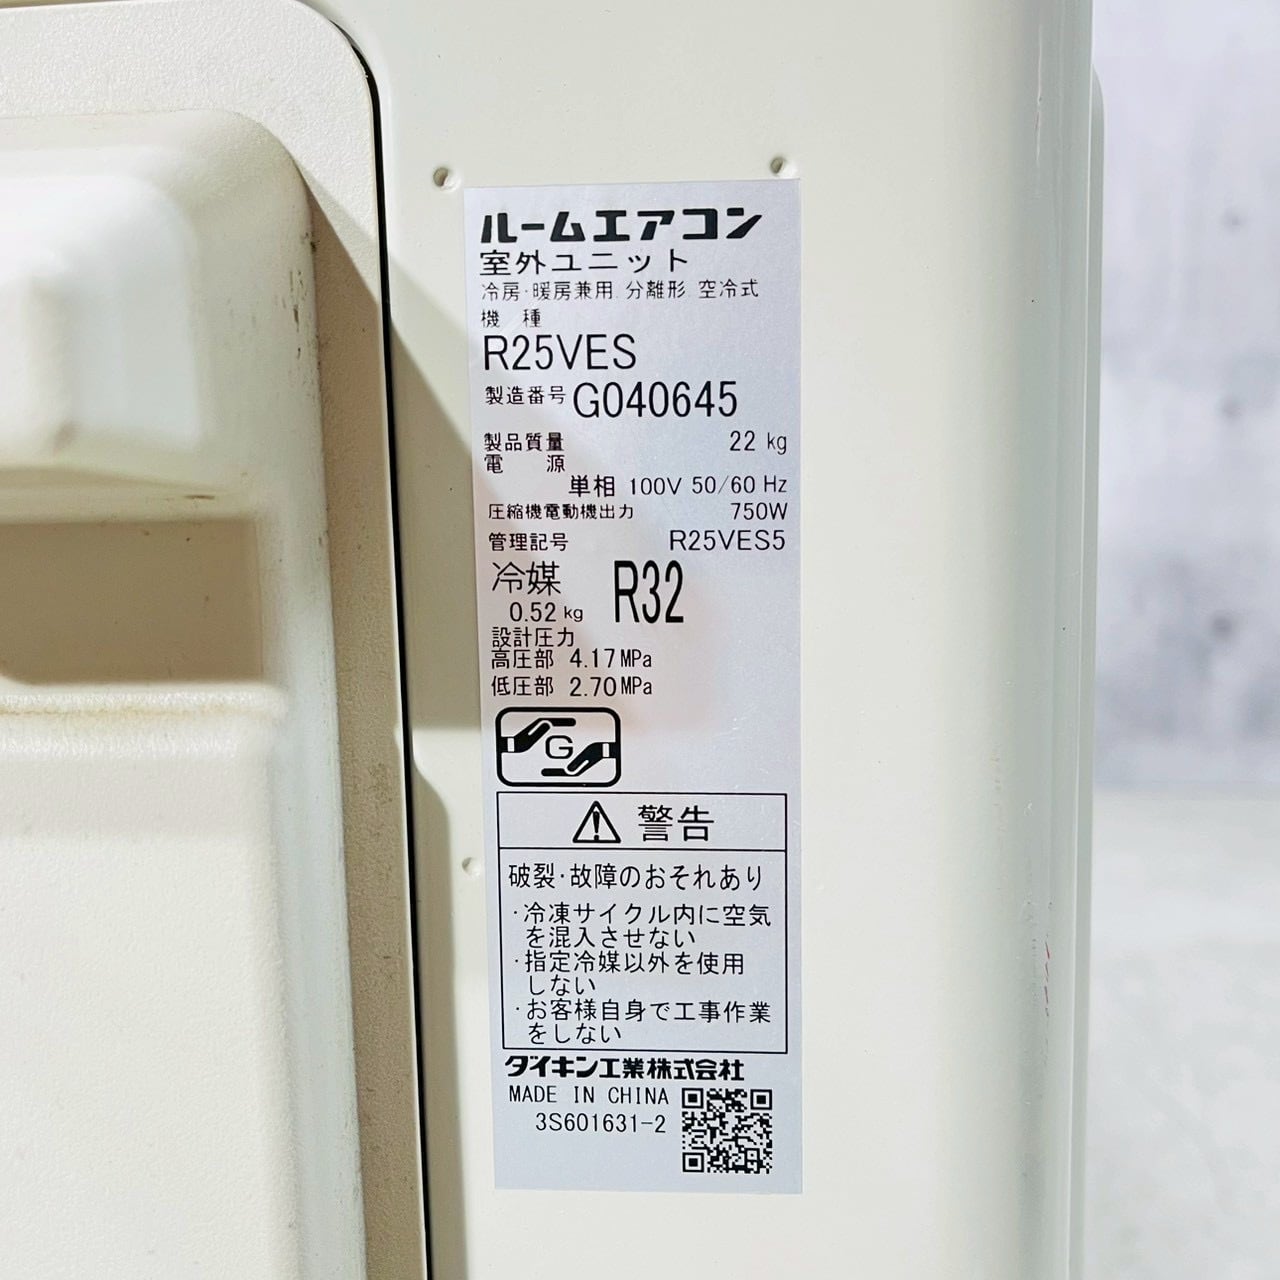 ルームエアコン
室外ユニット
冷房・暖房兼用 分離形 空冷式
機種
R25VES
製造番号 G040645
製品質量 22 kg
電源
単相 100V 50/60 Hz
圧縮機電動機出力 750W
管理記号 R25VES5
冷媒 R32
0.52 kg
設計圧力
高圧部 4.17MPa
低圧部 2.70MPa
G
警告
破裂・故障のおそれあり
・冷凍サイクル内に空気
を混入させない
・指定冷媒以外を使用
しない
・お客様自身で工事作業
をしない
ダイキン工業株式会社
MADE IN CHINA
3S601631-2